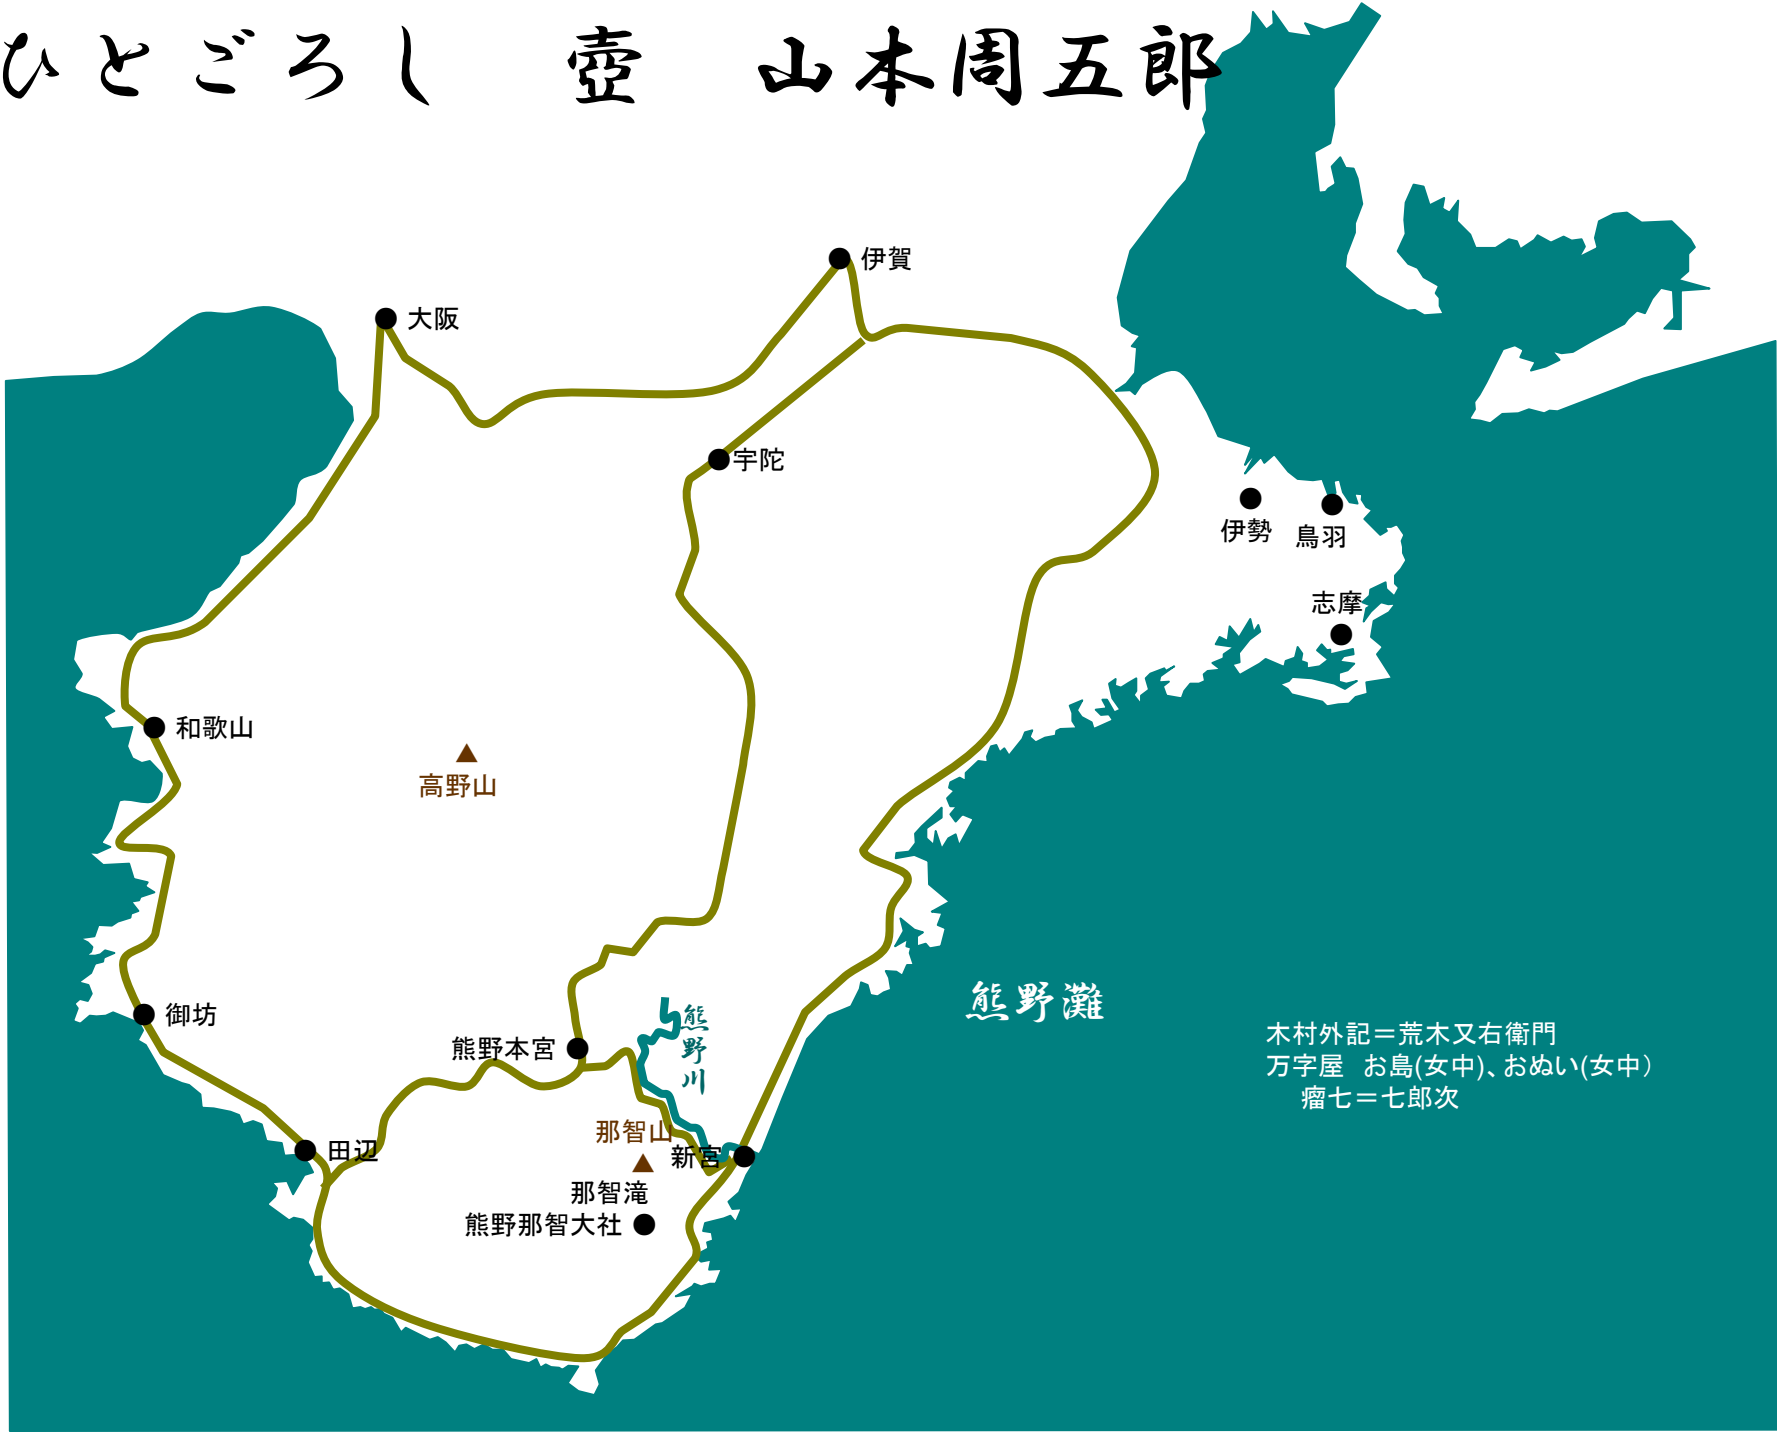 ひとごろし　壺　山本周五郎
伊賀
大阪
宇陀
伊勢
鳥羽
志摩
和歌山
高野山
熊野灘
御坊
熊野川
熊野本宮
木村外記＝荒木又右衛門
万字屋　お島(女中)、おぬい(女中）
瘤七＝七郎次
那智山
田辺
新宮
那智滝
熊野那智大社